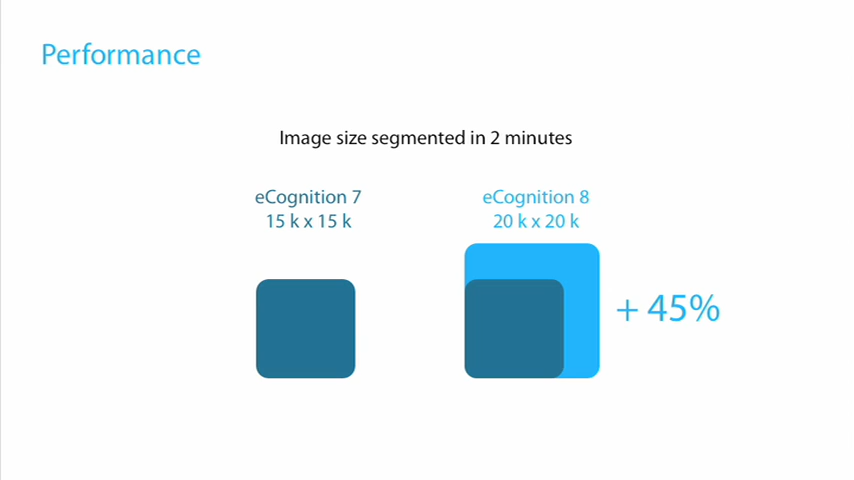 Performance
Image size segmented in 2 minutes
eCognition 7
15 k x 15 k
eCognition 8
20 k x 20 k
+ 45%